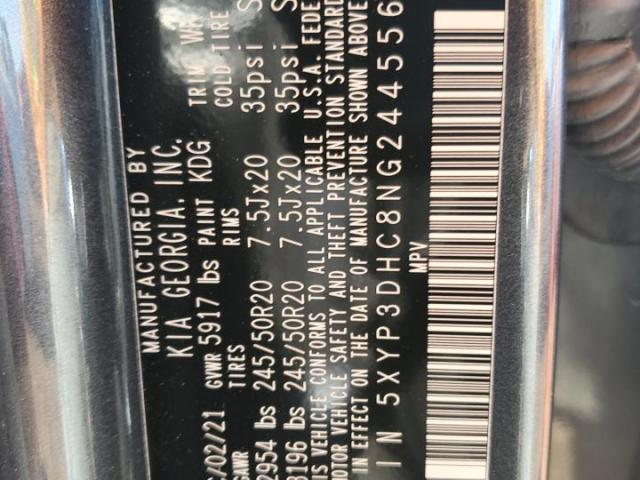 MANUFACTURED BY
KIA GEORGIA. INC.
/02/21 GVWR 5917 lbs PAINT KDG TRIM
GAWR TIRES RIMS COLD TIRE
2954 lbs 245/50R20 7.5Jx20 35psi
3196 lbs 245/50R20 7.5Jx20 35psi
IS VEHICLE CONFORMS TO ALL APPLICABLE U.S.A. FEDE
MOTOR VEHICLE SAFETY AND THEFT PREVENTION STANDARD
IN EFFECT ON THE DATE OF MANUFACTURE SHOWN ABOVE
IN 5XYP3DHC8NG244556
MPV